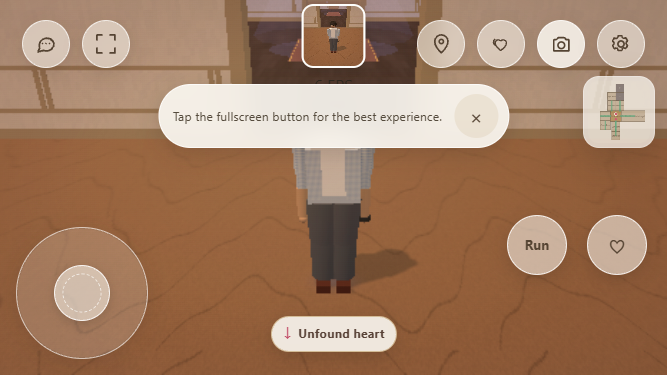 Tap the fullscreen button for the best experience.
Run
Unfound heart